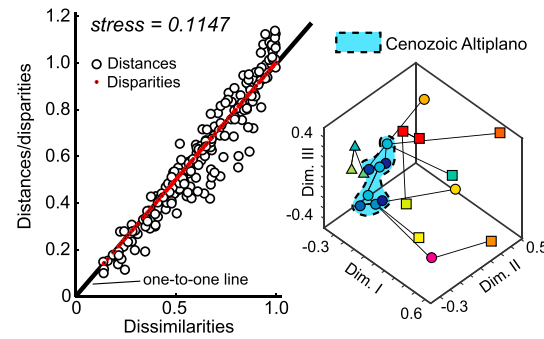 stress = 0.1147
Distances
Disparities
Distances/disparities
1.2
1.0
0.8
0.6
0.4
0.2
0
one-to-one line
0
0.5
1.0
Dissimilarities
Cenozoic Altiplano
0.4
Dim. III
-0.4
-0.3
Dim. I
0.6
-0.3
Dim. II
0.5